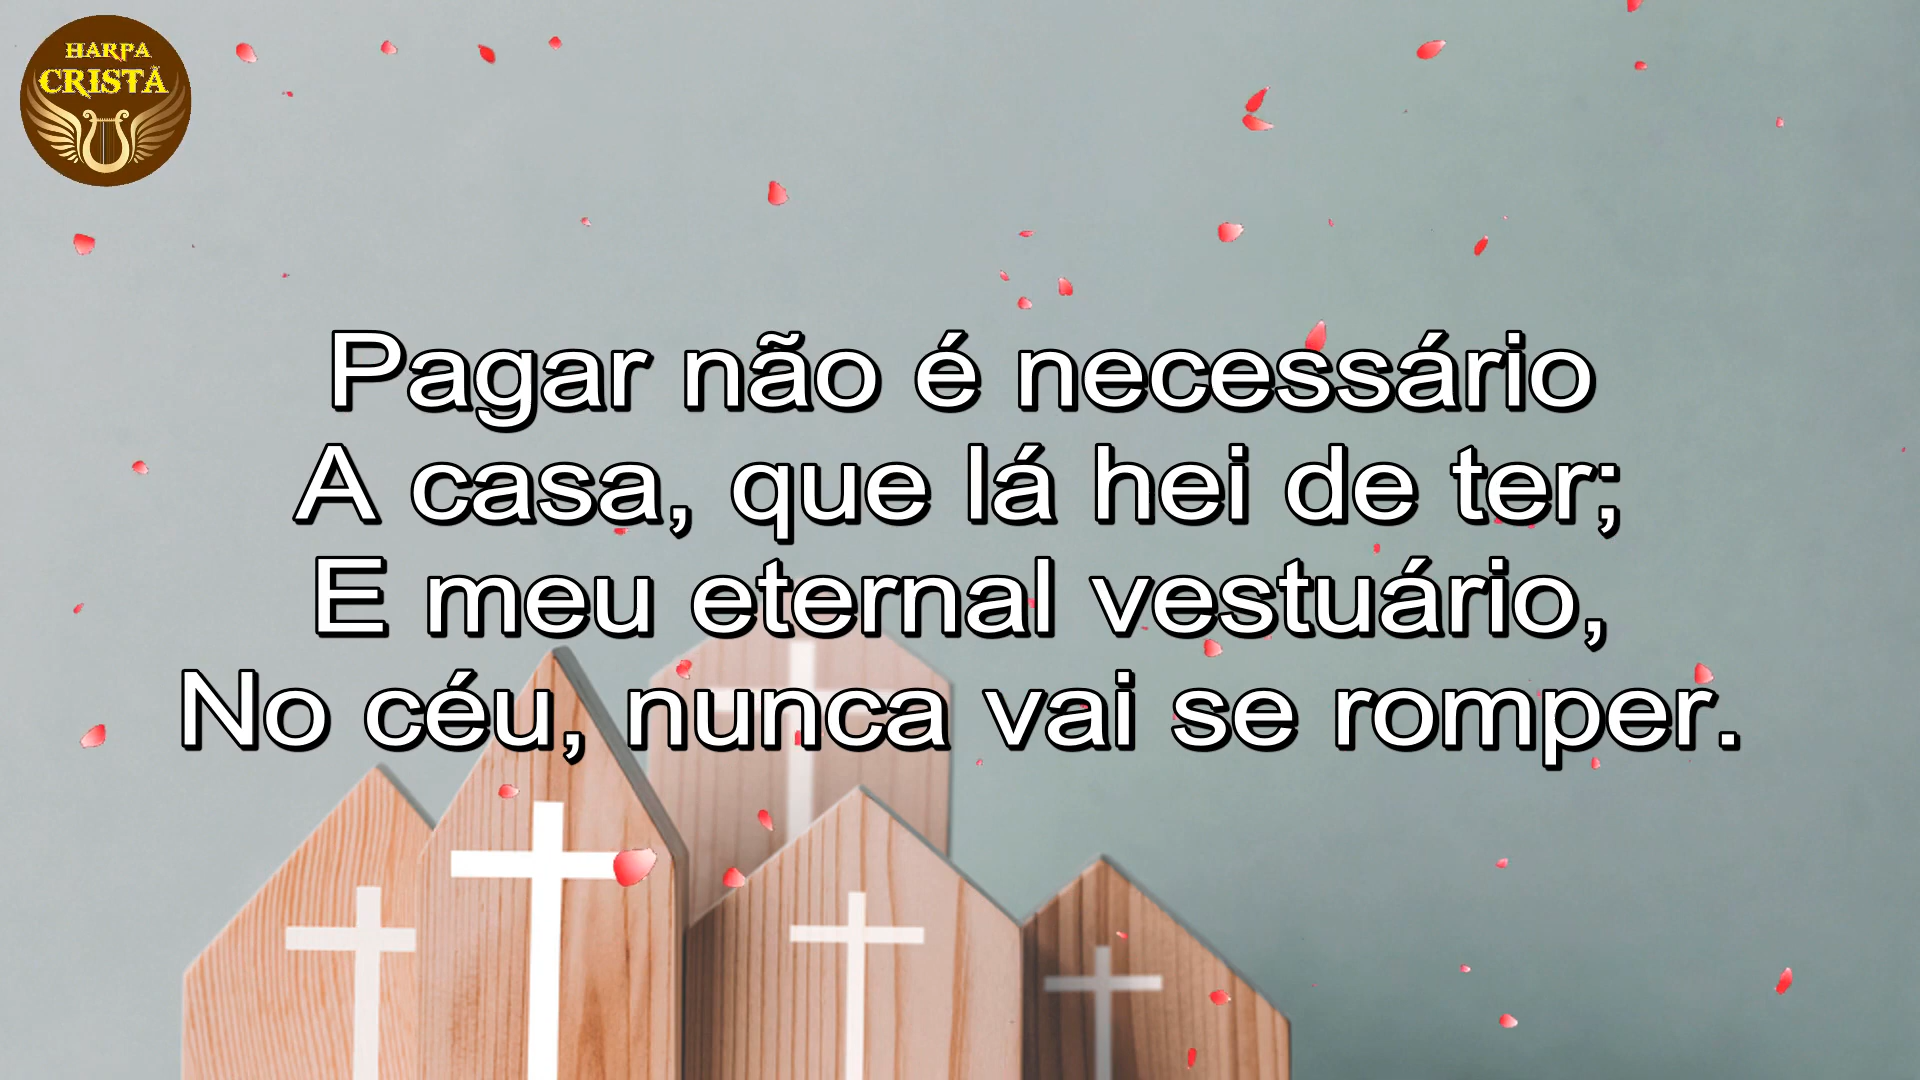 HARPA
CRISTÃ
Pagar não é necessário
A casa, que lá hei de ter;
E meu eternal vestuário,
No céu, nunca vai se romper.